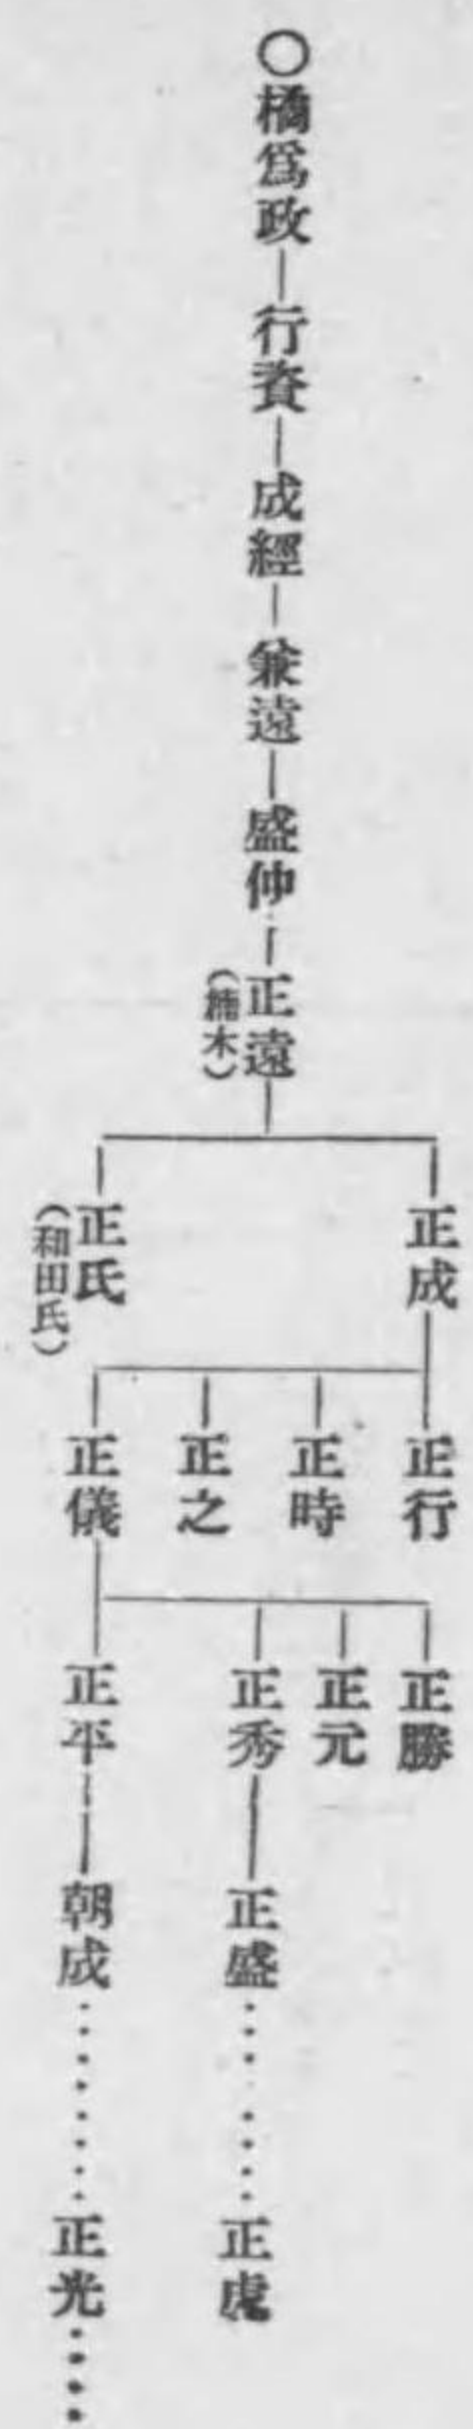 〇橘爲政―行資―成經―兼遠―盛仲―正遠
（楠木）
正成
正氏
（和田氏）
正行
正時
正之
正儀
正勝
正元
正秀―正盛………正虎
正平―朝成………正光……